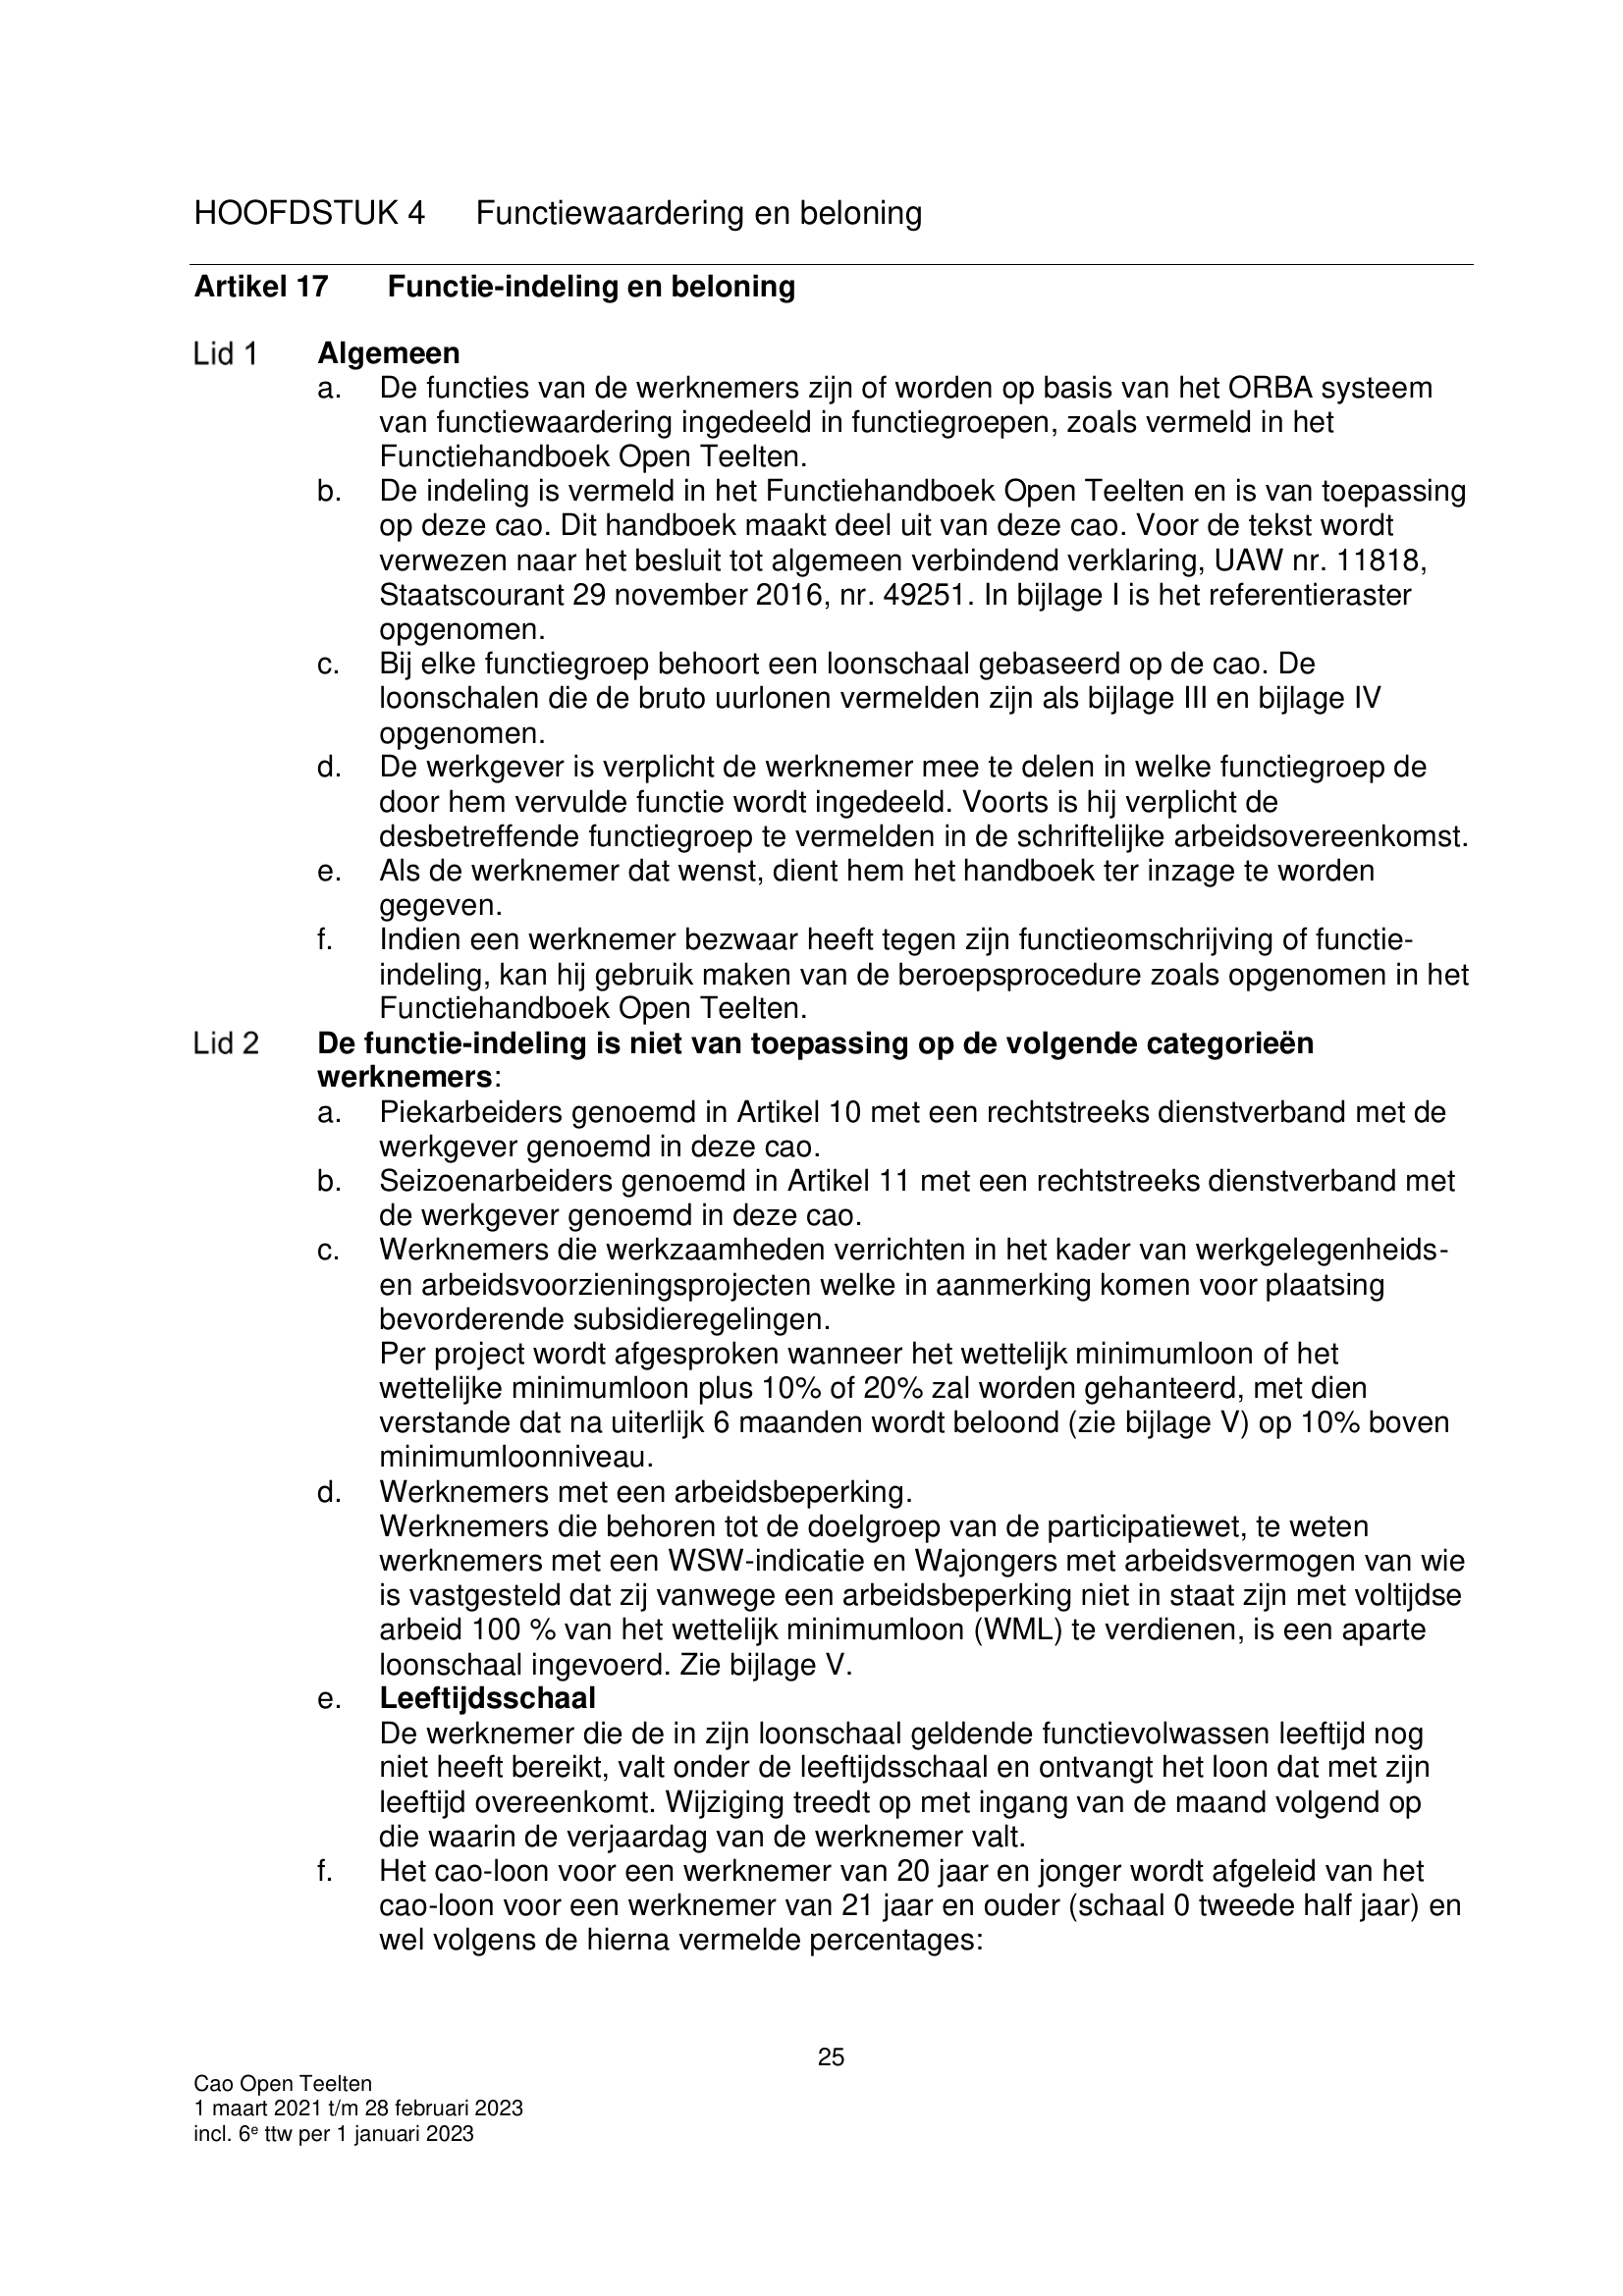 HOOFDSTUK 4 Functiewaardering en beloning
Artikel 17 Functie-indeling en beloning
Lid 1 Algemeen
a. De functies van de werknemers zijn of worden op basis van het ORBA systeem
van functiewaardering ingedeeld in functiegroepen, zoals vermeld in het
Functiehandboek Open Teelten.
b. De indeling is vermeld in het Functiehandboek Open Teelten en is van toepassing
op deze cao. Dit handboek maakt deel uit van deze cao. Voor de tekst wordt
verwezen naar het besluit tot algemeen verbindend verklaring, UAW nr. 11818,
Staatscourant 29 november 2016, nr. 49251. In bijlage I is het referentieraster
opgenomen.
c. Bij elke functiegroep behoort een loonschaal gebaseerd op de cao. De
loonschalen die de bruto uurlonen vermelden zijn als bijlage III en bijlage IV
opgenomen.
d. De werkgever is verplicht de werknemer mee te delen in welke functiegroep de
door hem vervulde functie wordt ingedeeld. Voorts is hij verplicht de
desbetreffende functiegroep te vermelden in de schriftelijke arbeidsovereenkomst.
e. Als de werknemer dat wenst, dient hem het handboek ter inzage te worden
gegeven.
f. Indien een werknemer bezwaar heeft tegen zijn functieomschrijving of functie-
indeling, kan hij gebruik maken van de beroepsprocedure zoals opgenomen in het
Functiehandboek Open Teelten.
Lid 2 De functie-indeling is niet van toepassing op de volgende categorieën
werknemers:
a. Piekarbeiders genoemd in Artikel 10 met een rechtstreeks dienstverband met de
werkgever genoemd in deze cao.
b. Seizoenarbeiders genoemd in Artikel 11 met een rechtstreeks dienstverband met
de werkgever genoemd in deze cao.
c. Werknemers die werkzaamheden verrichten in het kader van werkgelegenheids-
en arbeidsvoorzieningsprojecten welke in aanmerking komen voor plaatsing
bevorderende subsidieregelingen.
Per project wordt afgesproken wanneer het wettelijk minimumloon of het
wettelijke minimumloon plus 10% of 20% zal worden gehanteerd, met dien
verstande dat na uiterlijk 6 maanden wordt beloond (zie bijlage V) op 10% boven
minimumloonniveau.
d. Werknemers met een arbeidsbeperking.
Werknemers die behoren tot de doelgroep van de participatiewet, te weten
werknemers met een WSW-indicatie en Wajongers met arbeidsvermogen van wie
is vastgesteld dat zij vanwege een arbeidsbeperking niet in staat zijn met voltijdse
arbeid 100 % van het wettelijk minimumloon (WML) te verdienen, is een aparte
loonschaal ingevoerd. Zie bijlage V.
e. Leeftijdsschaal
De werknemer die de in zijn loonschaal geldende functievolwassen leeftijd nog
niet heeft bereikt, valt onder de leeftijdsschaal en ontvangt het loon dat met zijn
leeftijd overeenkomt. Wijziging treedt op met ingang van de maand volgend op
die waarin de verjaardag van de werknemer valt.
f. Het cao-loon voor een werknemer van 20 jaar en jonger wordt afgeleid van het
cao-loon voor een werknemer van 21 jaar en ouder (schaal 0 tweede half jaar) en
wel volgens de hierna vermelde percentages:
25
Cao Open Teelten
1 maart 2021 t/m 28 februari 2023
incl. 6e ttw per 1 januari 2023